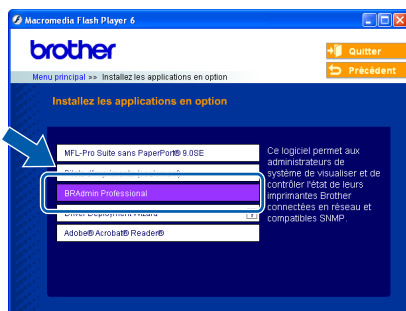 Macromedia Flash Player 6
brother
Quitter
Précédent
Menu principal »» Installez les applications en option
Installez les applications en option
MFL-Pro Suite sans PaperPort® 9.0SE
BRAdmin Professional
Driver Deployment Wizard
Adobe® Acrobat® Reader®
Ce logiciel permet aux
administrateurs de
système de visualiser et de
contrôler l'état de leurs
imprimantes Brother
connectées en réseau et
compatibles SNMP.